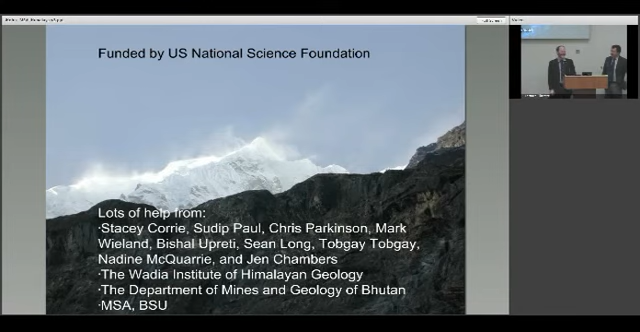 Funded by US National Science Foundation
Lots of help from:
·Stacey Corrie, Sudip Paul, Chris Parkinson, Mark
Wieland, Bishal Upreti, Sean Long, Tobgay Tobgay,
Nadine McQuarrie, and Jen Chambers
·The Wadia Institute of Himalayan Geology
·The Department of Mines and Geology of Bhutan
·MSA, BSU